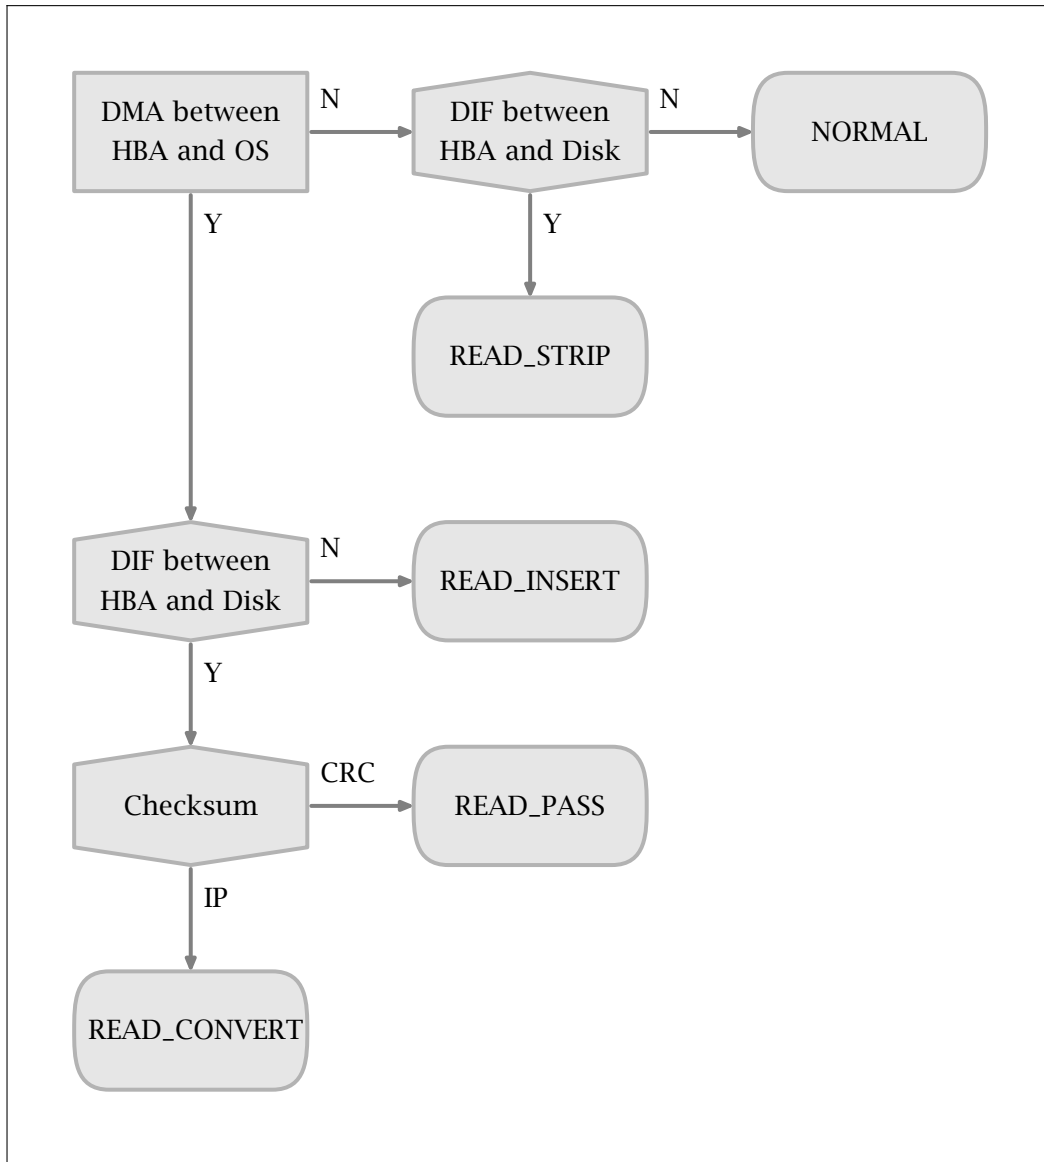 DMA between
HBA and OS
N
DIF between
HBA and Disk
N
NORMAL
Y
Y
READ_STRIP
DIF between
HBA and Disk
N
READ_INSERT
Y
Checksum
CRC
READ_PASS
IP
READ_CONVERT